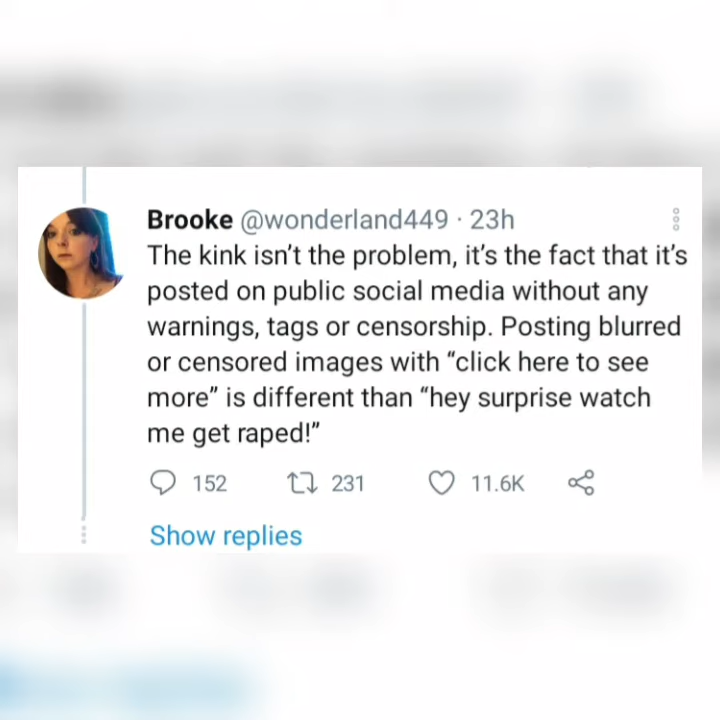 Brooke @wonderland449 · 23h
The kink isn’t the problem, it’s the fact that it’s
posted on public social media without any
warnings, tags or censorship. Posting blurred
or censored images with “click here to see
more” is different than “hey surprise watch
me get raped!”
152 231 11.6K
Show replies